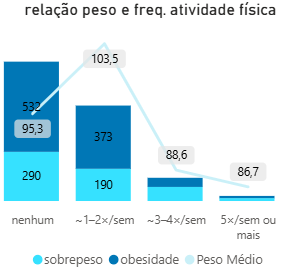 relação peso e freq. atividade física
103,5
532
95,3
373
88,6
86,7
290
190
nenhum ~1–2×/sem ~3–4×/sem 5×/sem ou
mais
sobrepeso obesidade Peso Médio